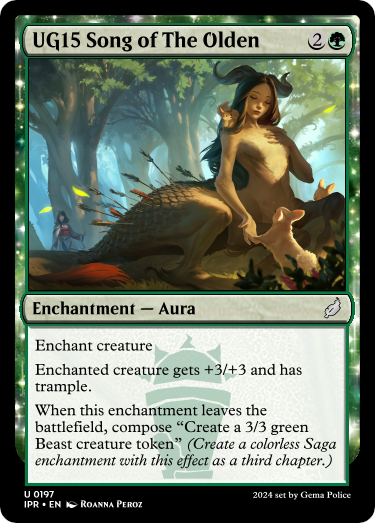 UG15 Song of The Olden 2
Enchantment — Aura
Enchant creature
Enchanted creature gets +3/+3 and has
trample.
When this enchantment leaves the
battlefield, compose “Create a 3/3 green
Beast creature token” (Create a colorless Saga
enchantment with this effect as a third chapter.)
U 0197
IPR • EN Roanna Peroz
2024 set by Gema Police